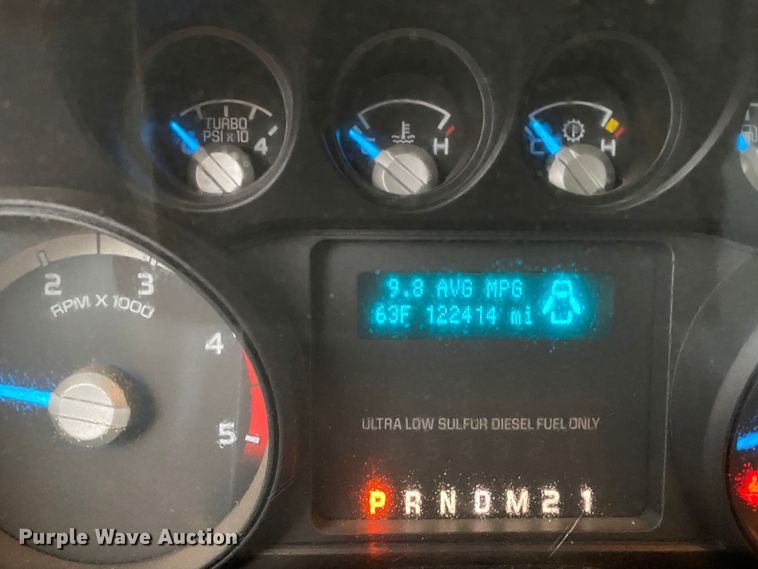 TURBO
PSI x 10
4
H
C
H
2
3
RPM X 1000
4
5
9.8 AVG MPG
63F 122414 mi
ULTRA LOW SULFUR DIESEL FUEL ONLY
P R N D M 2 1
Purple Wave Auction